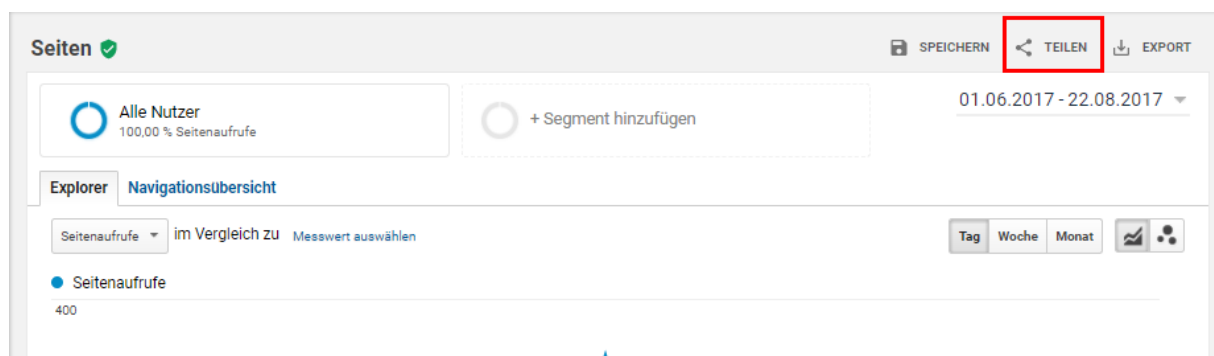 Seiten
SPEICHERN
TEILEN
EXPORT
Alle Nutzer
100,00 % Seitenaufrufe
+ Segment hinzufügen
01.06.2017 - 22.08.2017
Explorer
Navigationsübersicht
Seitenaufrufe im Vergleich zu Messwert auswählen
Tag Woche Monat
Seitenaufrufe
400